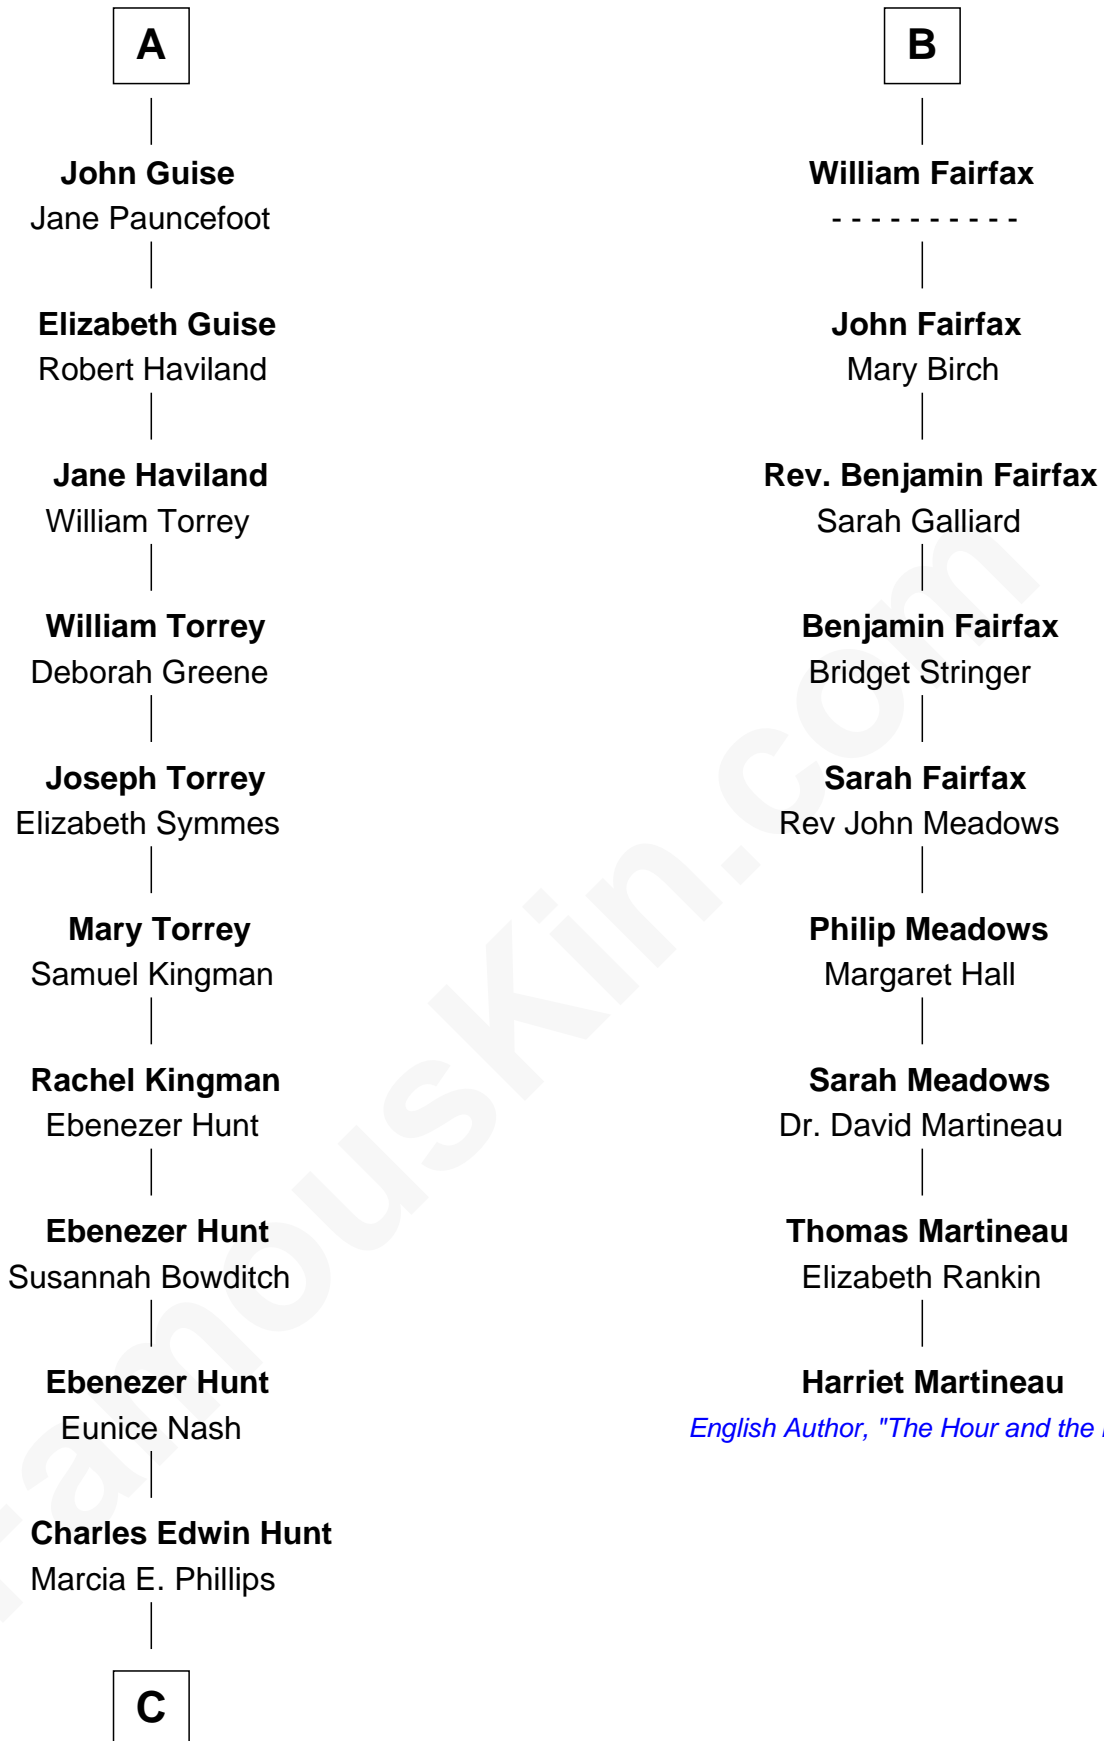 A
John Guise
Jane Pauncefoot
Elizabeth Guise
Robert Haviland
Jane Haviland
William Torrey
William Torrey
Deborah Greene
Joseph Torrey
Elizabeth Symmes
Mary Torrey
Samuel Kingman
Rachel Kingman
Ebenezer Hunt
Ebenezer Hunt
Susannah Bowditch
Ebenezer Hunt
Eunice Nash
Charles Edwin Hunt
Marcia E. Phillips
C
B
William Fairfax
- - - - - - - - - -
John Fairfax
Mary Birch
Rev. Benjamin Fairfax
Sarah Galliard
Benjamin Fairfax
Bridget Stringer
Sarah Fairfax
Rev John Meadows
Philip Meadows
Margaret Hall
Sarah Meadows
Dr. David Martineau
Thomas Martineau
Elizabeth Rankin
Harriet Martineau
English Author, "The Hour and the
FamousKin.com